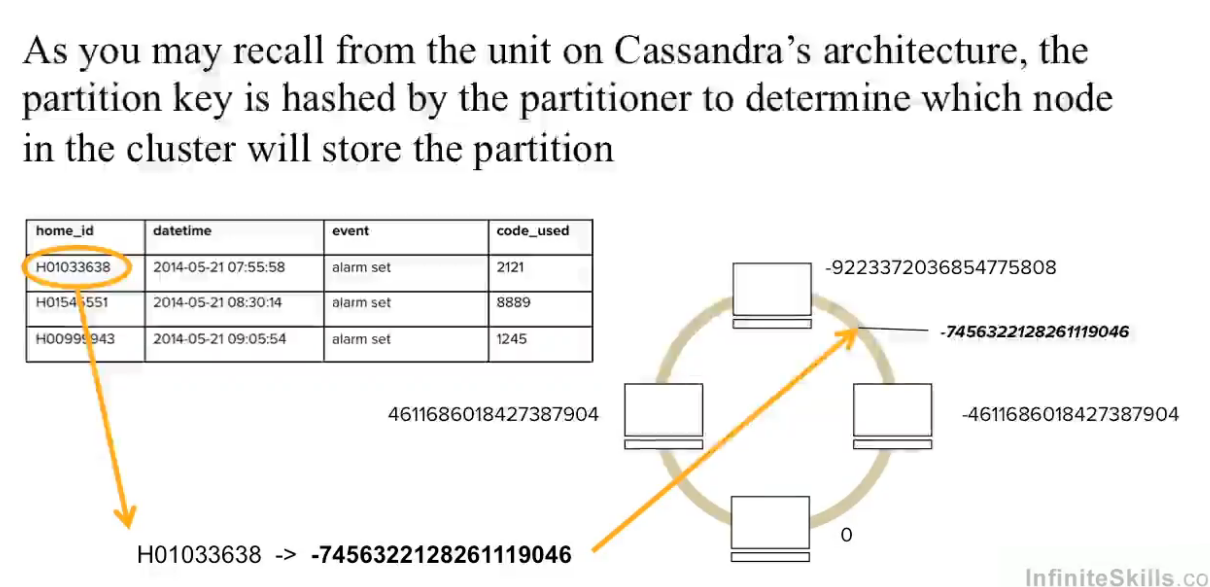 As you may recall from the unit on Cassandra's architecture, the
partition key is hashed by the partitioner to determine which node
in the cluster will store the partition
home_id datetime event code_used
H01033638 2014-05-21 07:55:58 alarm set 2121
H01545551 2014-05-21 08:30:14 alarm set 8889
H00999943 2014-05-21 09:05:54 alarm set 1245
-9223372036854775808
-7456322128261119046
4611686018427387904
-4611686018427387904
0
H01033638 -> -7456322128261119046
InfiniteSkills.co